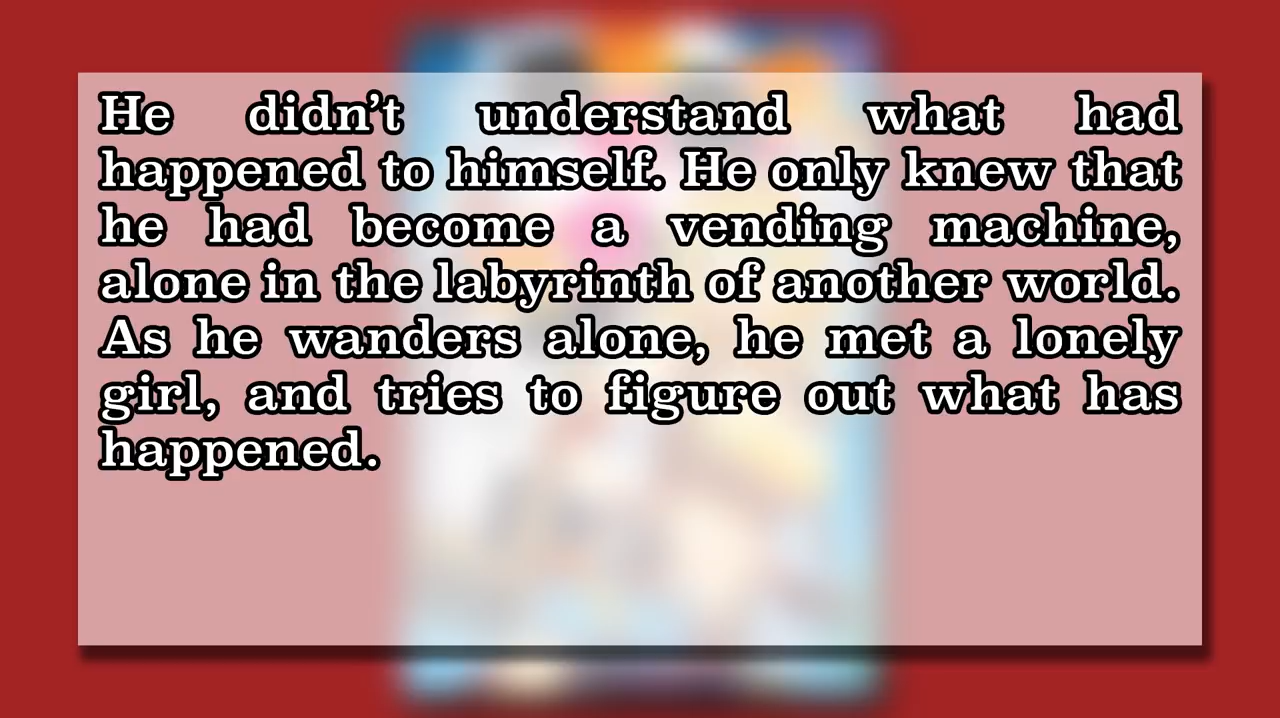 He didn’t understand what had
happened to himself. He only knew that
he had become a vending machine,
alone in the labyrinth of another world.
As he wanders alone, he met a lonely
girl, and tries to figure out what has
happened.